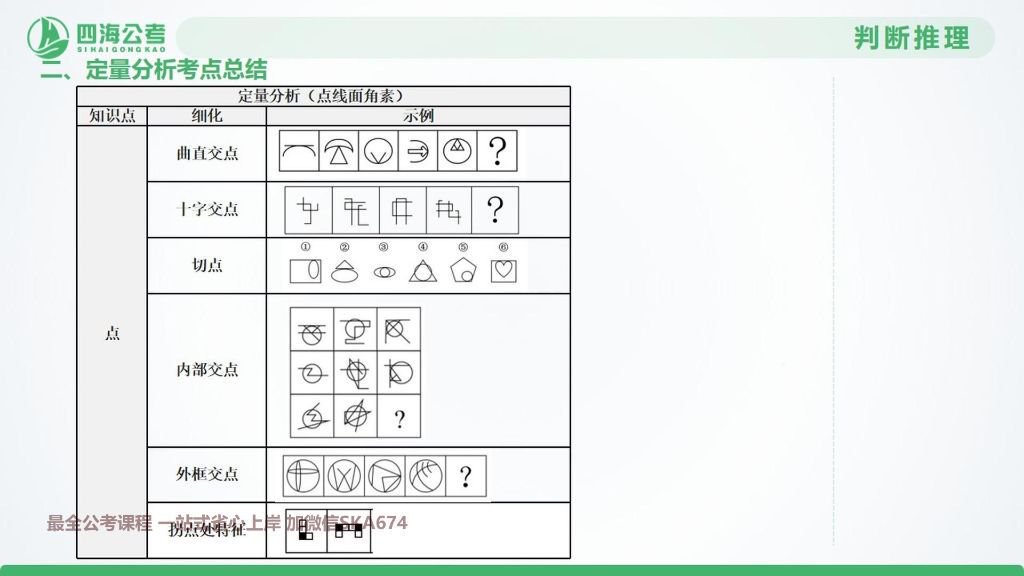 四海公考
SIHAIGONGKAO
判断推理
二、定量分析考点总结
定量分析（点线面角素）
知识点 细化 示例
点
曲直交点
?
十字交点
?
切点
① ② ③ ④ ⑤ ⑥
内部交点
?
外框交点
?
拐点处特征
最全公考课程 一站式省心上岸 加微信SKA674